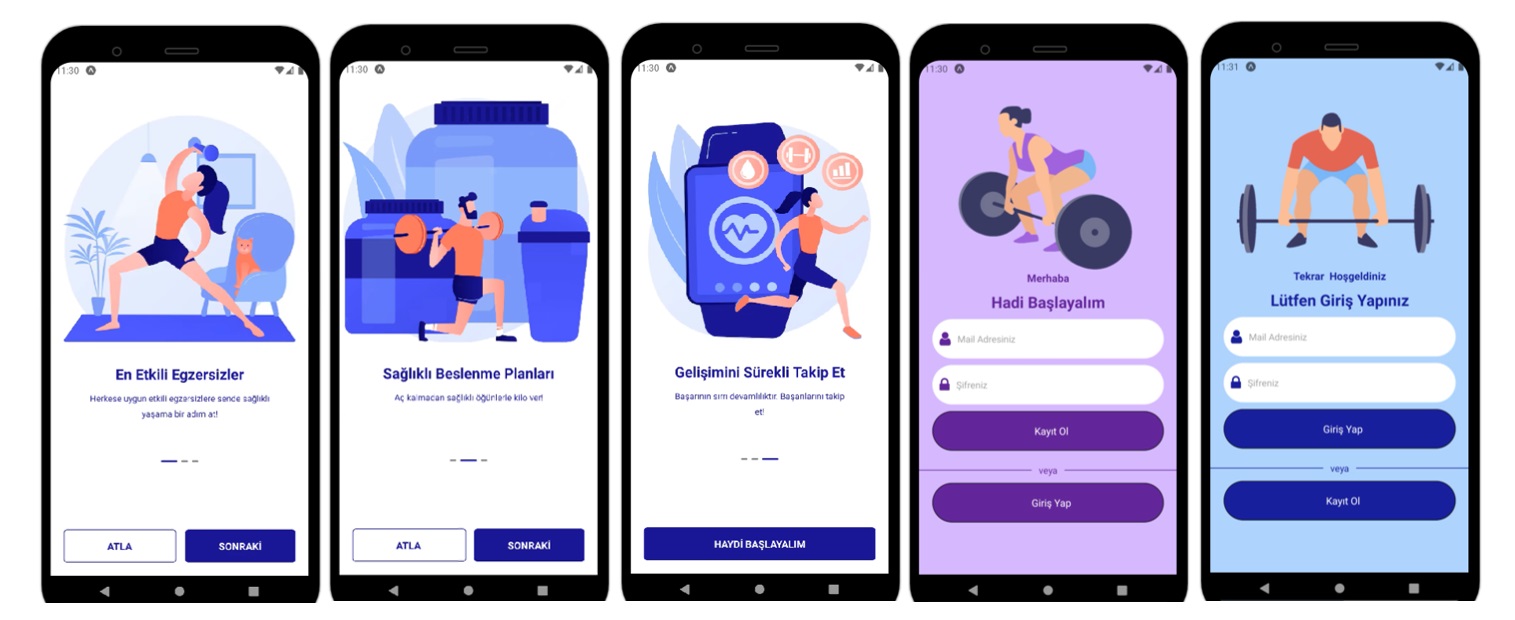 11:30
En Etkili Egzersizler
Herkese uygun etkili egzersizlere sende sağlıklı
yaşama bir adım at!
ATLA
SONRAKİ
11:30
Sağlıklı Beslenme Planları
Aç kalmadan sağlıklı öğünlerle kilo ver!
ATLA
SONRAKİ
11:30
Gelişimini Sürekli Takip Et
Başarının sırrı devamlılıktır. Başarılarını takip
et!
HAYDİ BAŞLAYALIM
11:30
Merhaba
Hadi Başlayalım
Mail Adresiniz
Şifreniz
Kayıt Ol
veya
Giriş Yap
11:31
Tekrar Hoşgeldiniz
Lütfen Giriş Yapınız
Mail Adresiniz
Şifreniz
Giriş Yap
veya
Kayıt Ol